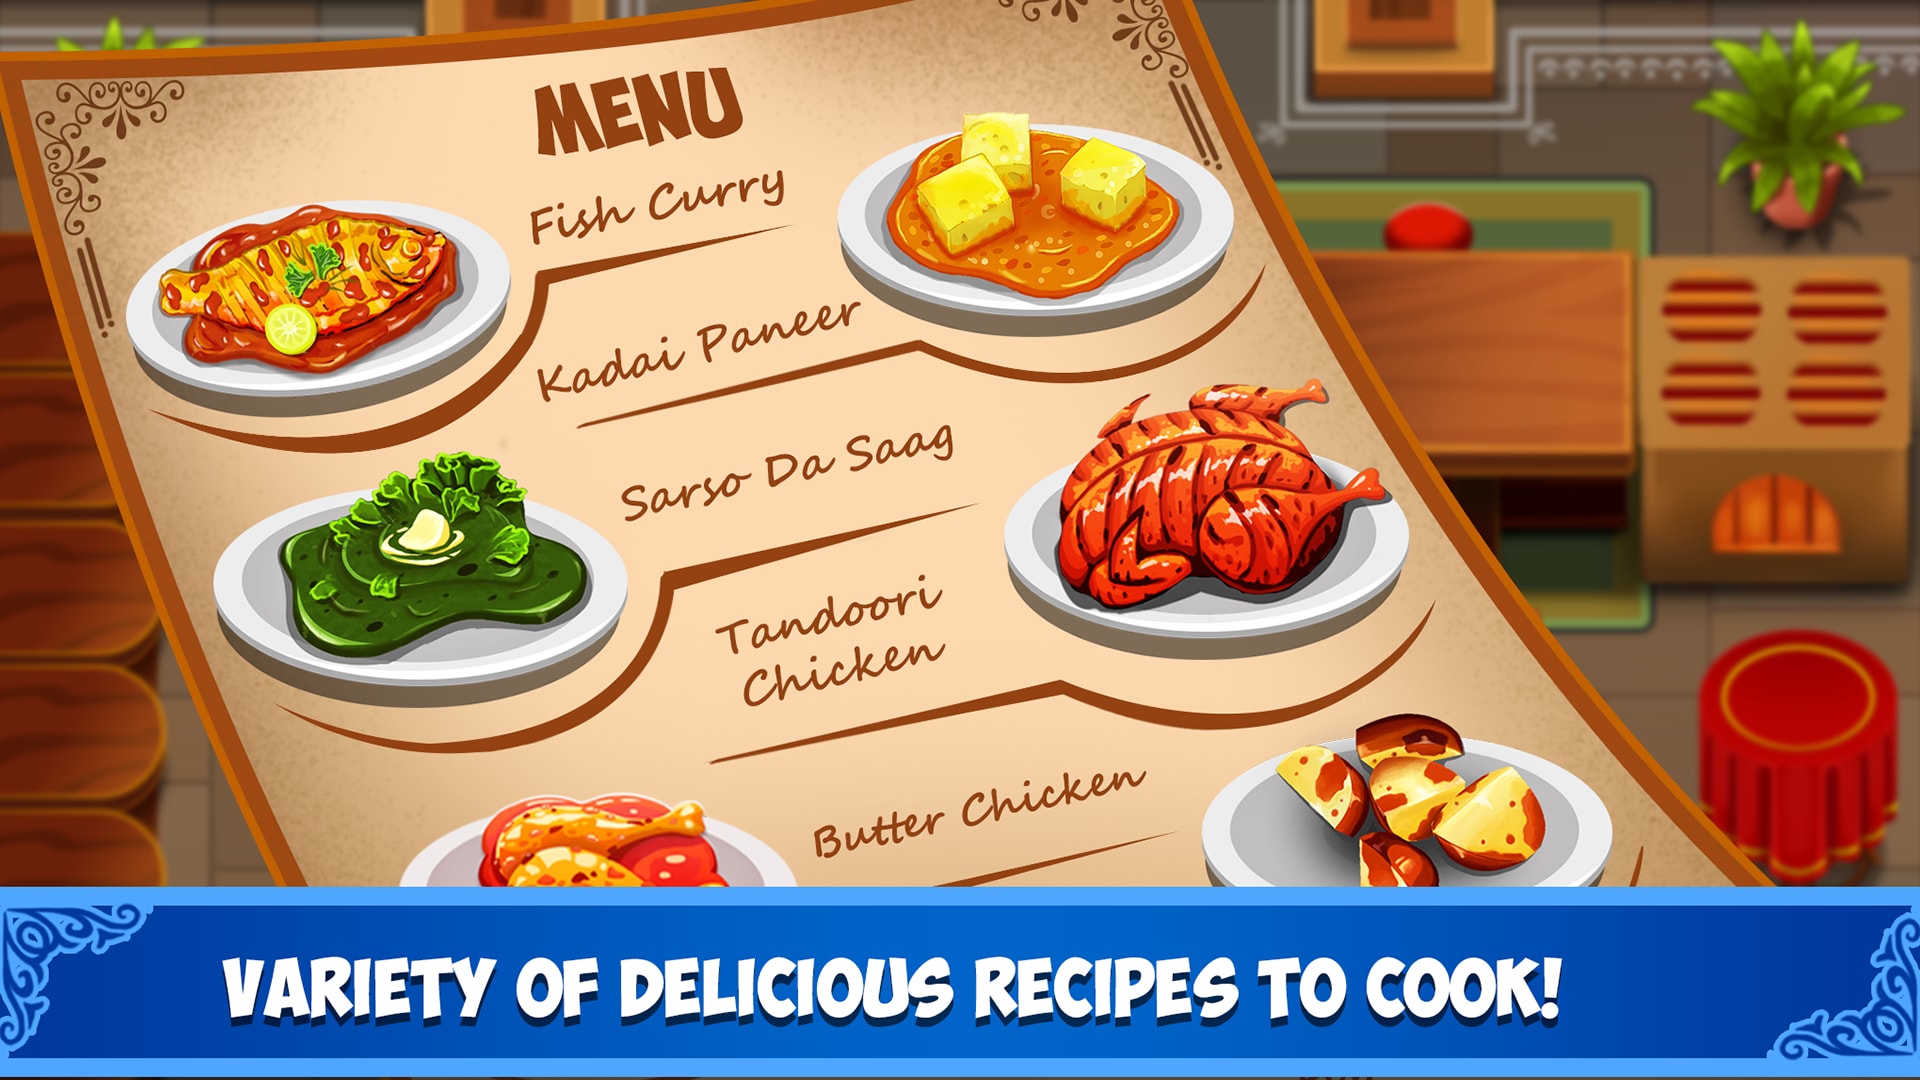 MENU
Fish Curry
Kadai Paneer
Sarso Da Saag
Tandoori
Chicken
Butter Chicken
VARIETY OF DELICIOUS RECIPES TO COOK!